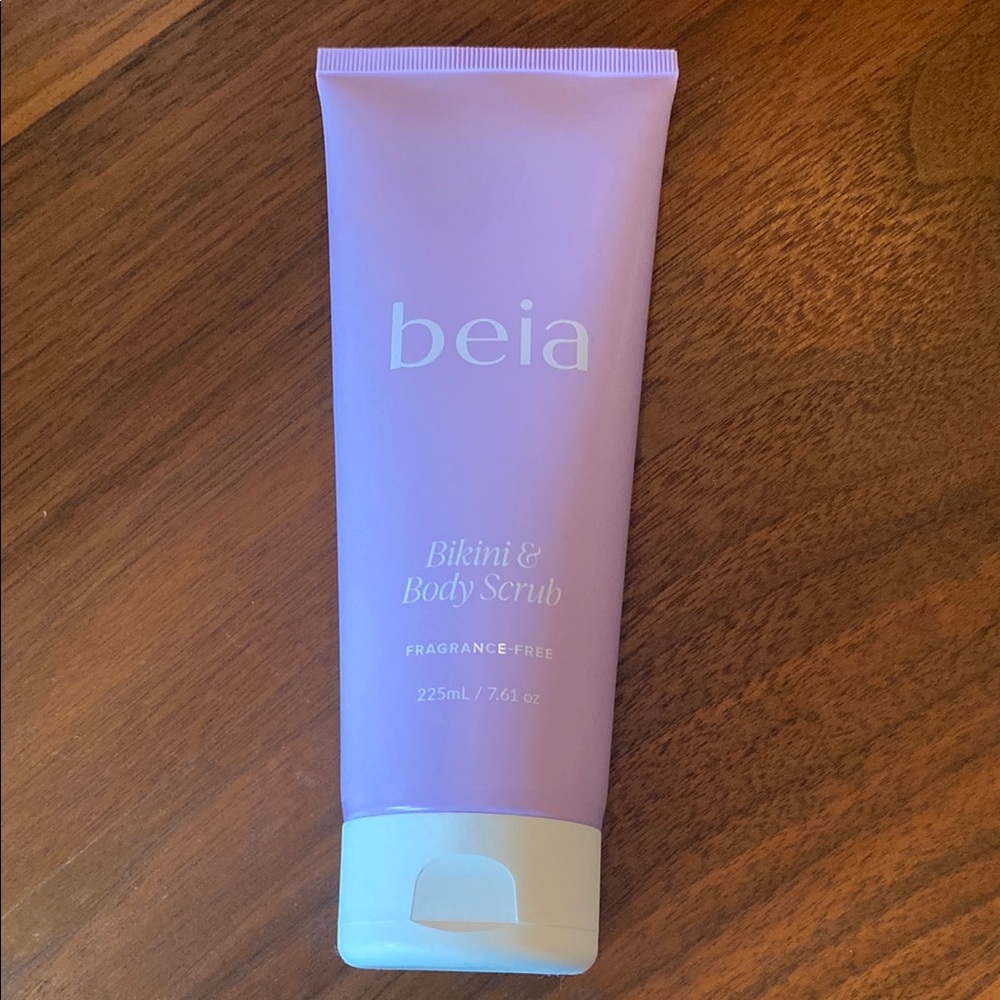 beia
Bikini &
Body Scrub
FRAGRANCE-FREE
225mL / 7.61 oz